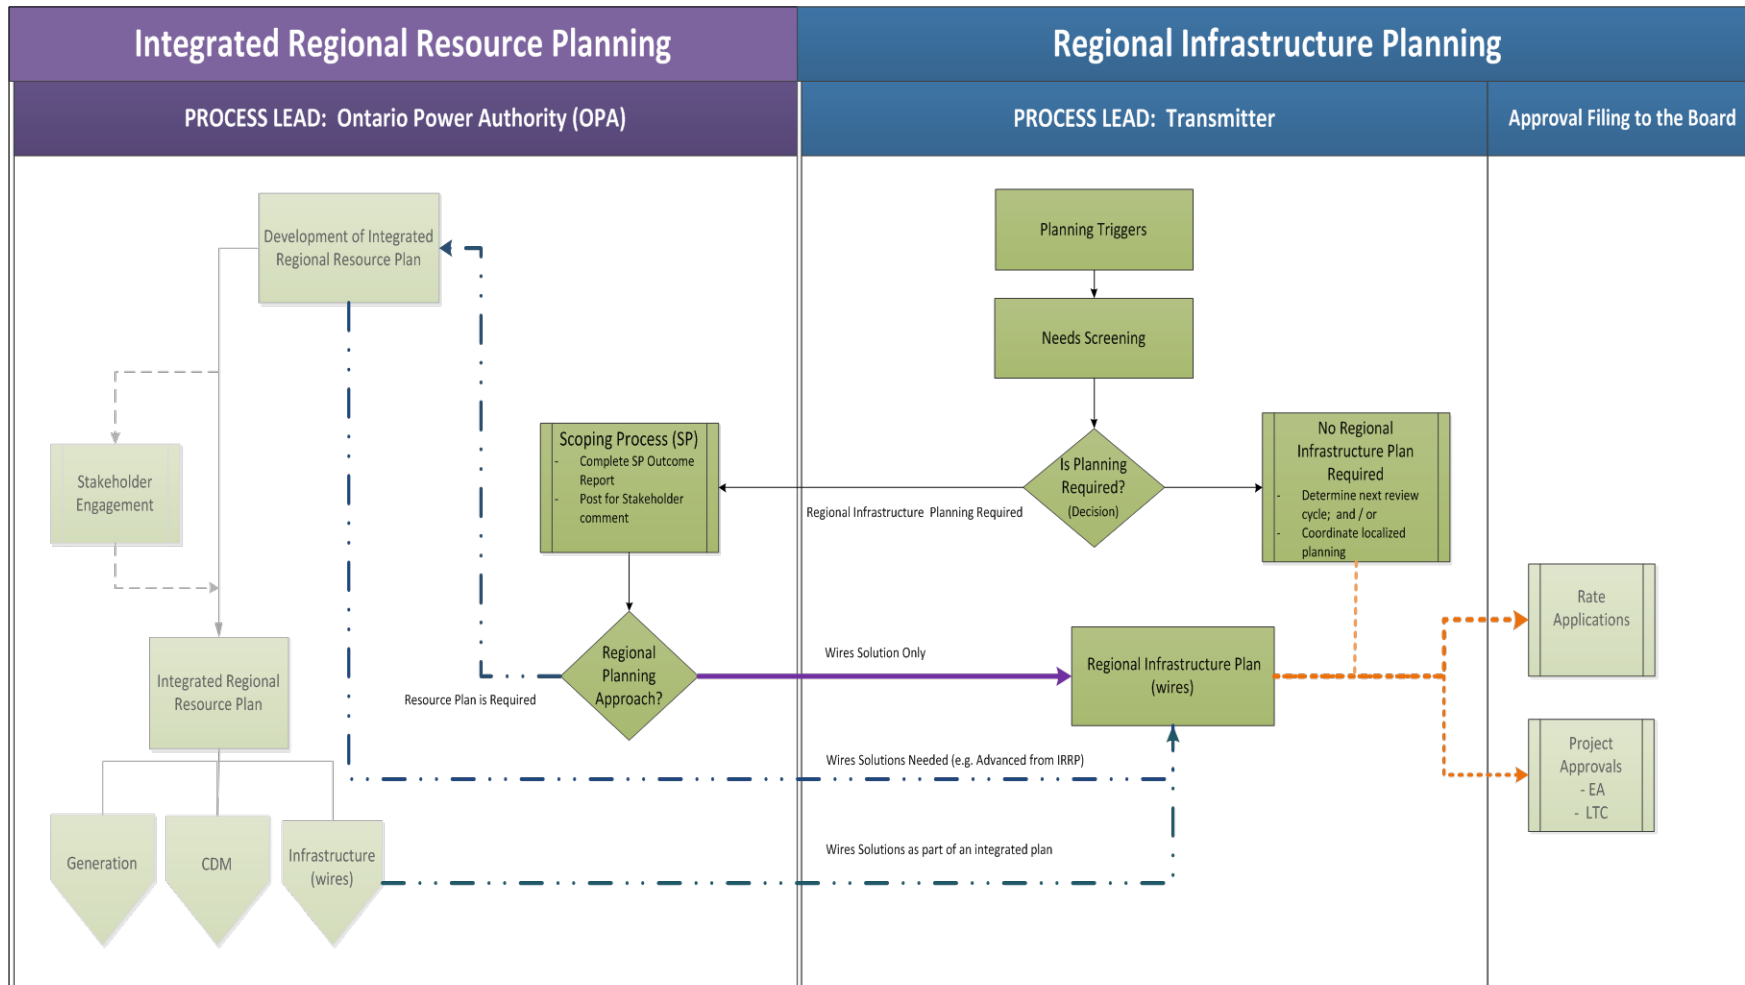 Integrated Regional Resource Planning
Regional Infrastructure Planning
PROCESS LEAD: Ontario Power Authority (OPA)
PROCESS LEAD: Transmitter
Approval Filing to the Board
Development of Integrated
Regional Resource Plan
Planning Triggers
Needs Screening
Stakeholder
Engagement
Scoping Process (SP)
- Complete SP Outcome
Report
- Post for Stakeholder
comment
Is Planning
Required?
(Decision)
Regional Infrastructure Planning Required
No Regional
Infrastructure Plan
Required
- Determine next review
cycle; and / or
- Coordinate localized
planning
Rate
Applications
Regional
Planning
Approach?
Resource Plan is Required
Wires Solution Only
Regional Infrastructure Plan
(wires)
Integrated Regional
Resource Plan
Wires Solutions Needed (e.g. Advanced from IRRP)
Project
Approvals
- EA
- LTC
Generation
CDM
Infrastructure
(wires)
Wires Solutions as part of an integrated plan